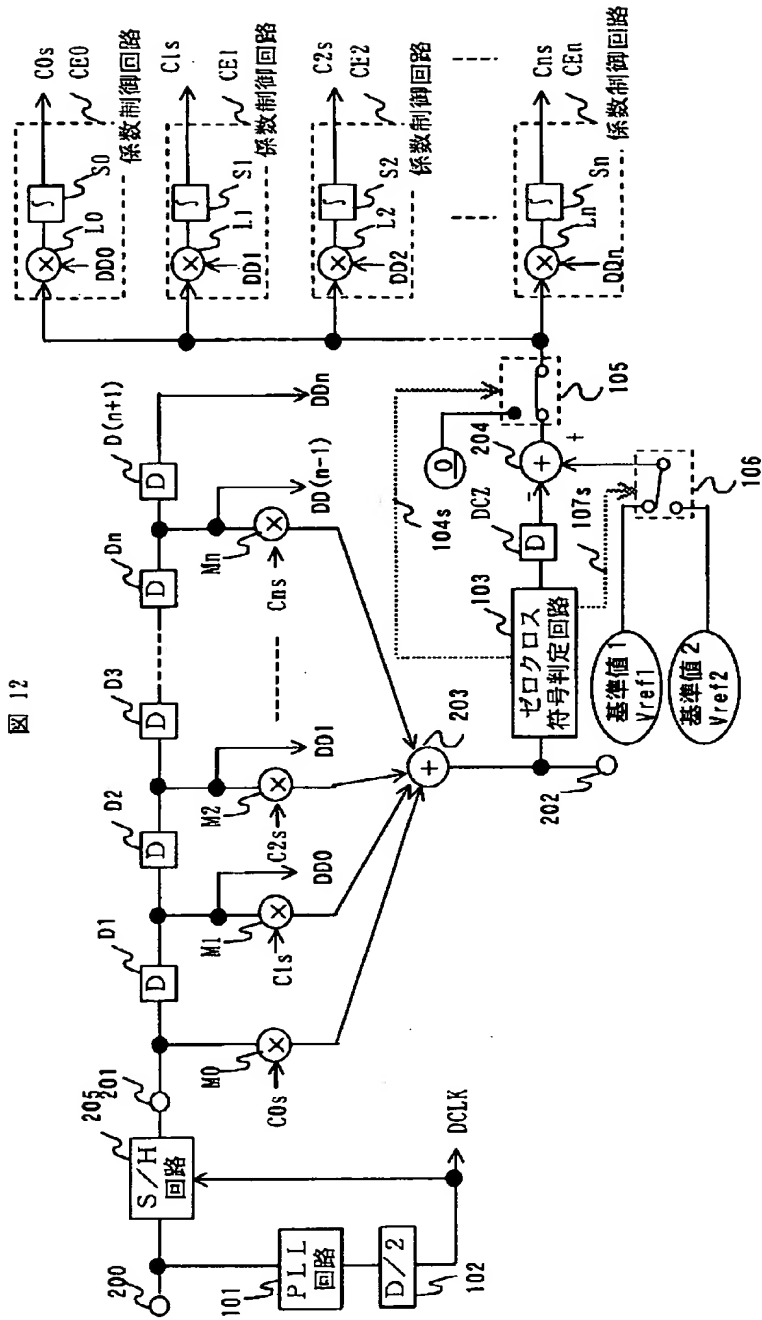 図 12
200
S/H
回路
205
201
PLL
回路
101
D/2
102
DCLK
D1
D
D2
D
D3
D
Dn
D
D(n+1)
D
M0
C0s
M1
C1s
DD0
M2
C2s
DD1
Mn
Cns
DD(n-1)
DDn
+
203
202
ゼロクロス
符号判定回路
103
DCZ
D
-
+
204
+
0
104s
105
107s
106
基準値1
Vref1
基準値2
Vref2
L0
DD0
∫
S0
C0s
CE0
係数制御回路
L1
DD1
∫
S1
C1s
CE1
係数制御回路
L2
DD2
∫
S2
C2s
CE2
係数制御回路
Ln
DDn
∫
Sn
Cns
CEn
係数制御回路